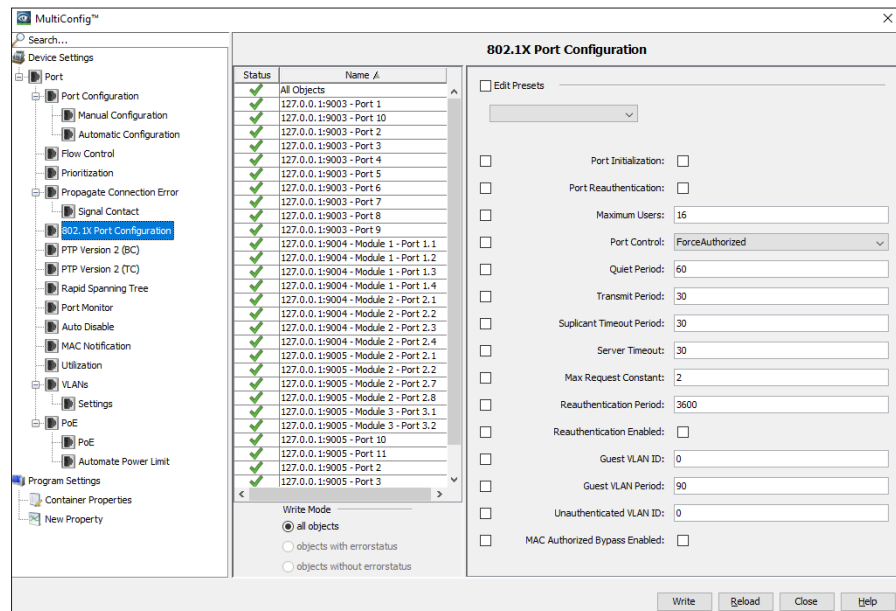 MultiConfig™
Search...
Device Settings
Port
Port Configuration
Manual Configuration
Automatic Configuration
Flow Control
Prioritization
Propagate Connection Error
Signal Contact
802.1X Port Configuration
PTP Version 2 (BC)
PTP Version 2 (TC)
Rapid Spanning Tree
Port Monitor
Auto Disable
MAC Notification
Utilization
VLANs
Settings
PoE
PoE
Automate Power Limit
Program Settings
Container Properties
New Property
Status Name
All Objects
127.0.0.1:9003 - Port 1
127.0.0.1:9003 - Port 10
127.0.0.1:9003 - Port 2
127.0.0.1:9003 - Port 3
127.0.0.1:9003 - Port 4
127.0.0.1:9003 - Port 5
127.0.0.1:9003 - Port 6
127.0.0.1:9003 - Port 7
127.0.0.1:9003 - Port 8
127.0.0.1:9003 - Port 9
127.0.0.1:9004 - Module 1 - Port 1.1
127.0.0.1:9004 - Module 1 - Port 1.2
127.0.0.1:9004 - Module 1 - Port 1.3
127.0.0.1:9004 - Module 1 - Port 1.4
127.0.0.1:9004 - Module 2 - Port 2.1
127.0.0.1:9004 - Module 2 - Port 2.2
127.0.0.1:9004 - Module 2 - Port 2.3
127.0.0.1:9004 - Module 2 - Port 2.4
127.0.0.1:9005 - Module 2 - Port 2.1
127.0.0.1:9005 - Module 2 - Port 2.2
127.0.0.1:9005 - Module 2 - Port 2.7
127.0.0.1:9005 - Module 2 - Port 2.8
127.0.0.1:9005 - Module 3 - Port 3.1
127.0.0.1:9005 - Module 3 - Port 3.2
127.0.0.1:9005 - Port 10
127.0.0.1:9005 - Port 11
127.0.0.1:9005 - Port 2
127.0.0.1:9005 - Port 3
Write Mode
all objects
objects with errorstatus
objects without errorstatus
802.1X Port Configuration
Edit Presets
Port Initialization:
Port Reauthentication:
Maximum Users: 16
Port Control: ForceAuthorized
Quiet Period: 60
Transmit Period: 30
Suplicant Timeout Period: 30
Server Timeout: 30
Max Request Constant: 2
Reauthentication Period: 3600
Reauthentication Enabled:
Guest VLAN ID: 0
Guest VLAN Period: 90
Unauthenticated VLAN ID: 0
MAC Authorized Bypass Enabled:
Write Reload Close Help